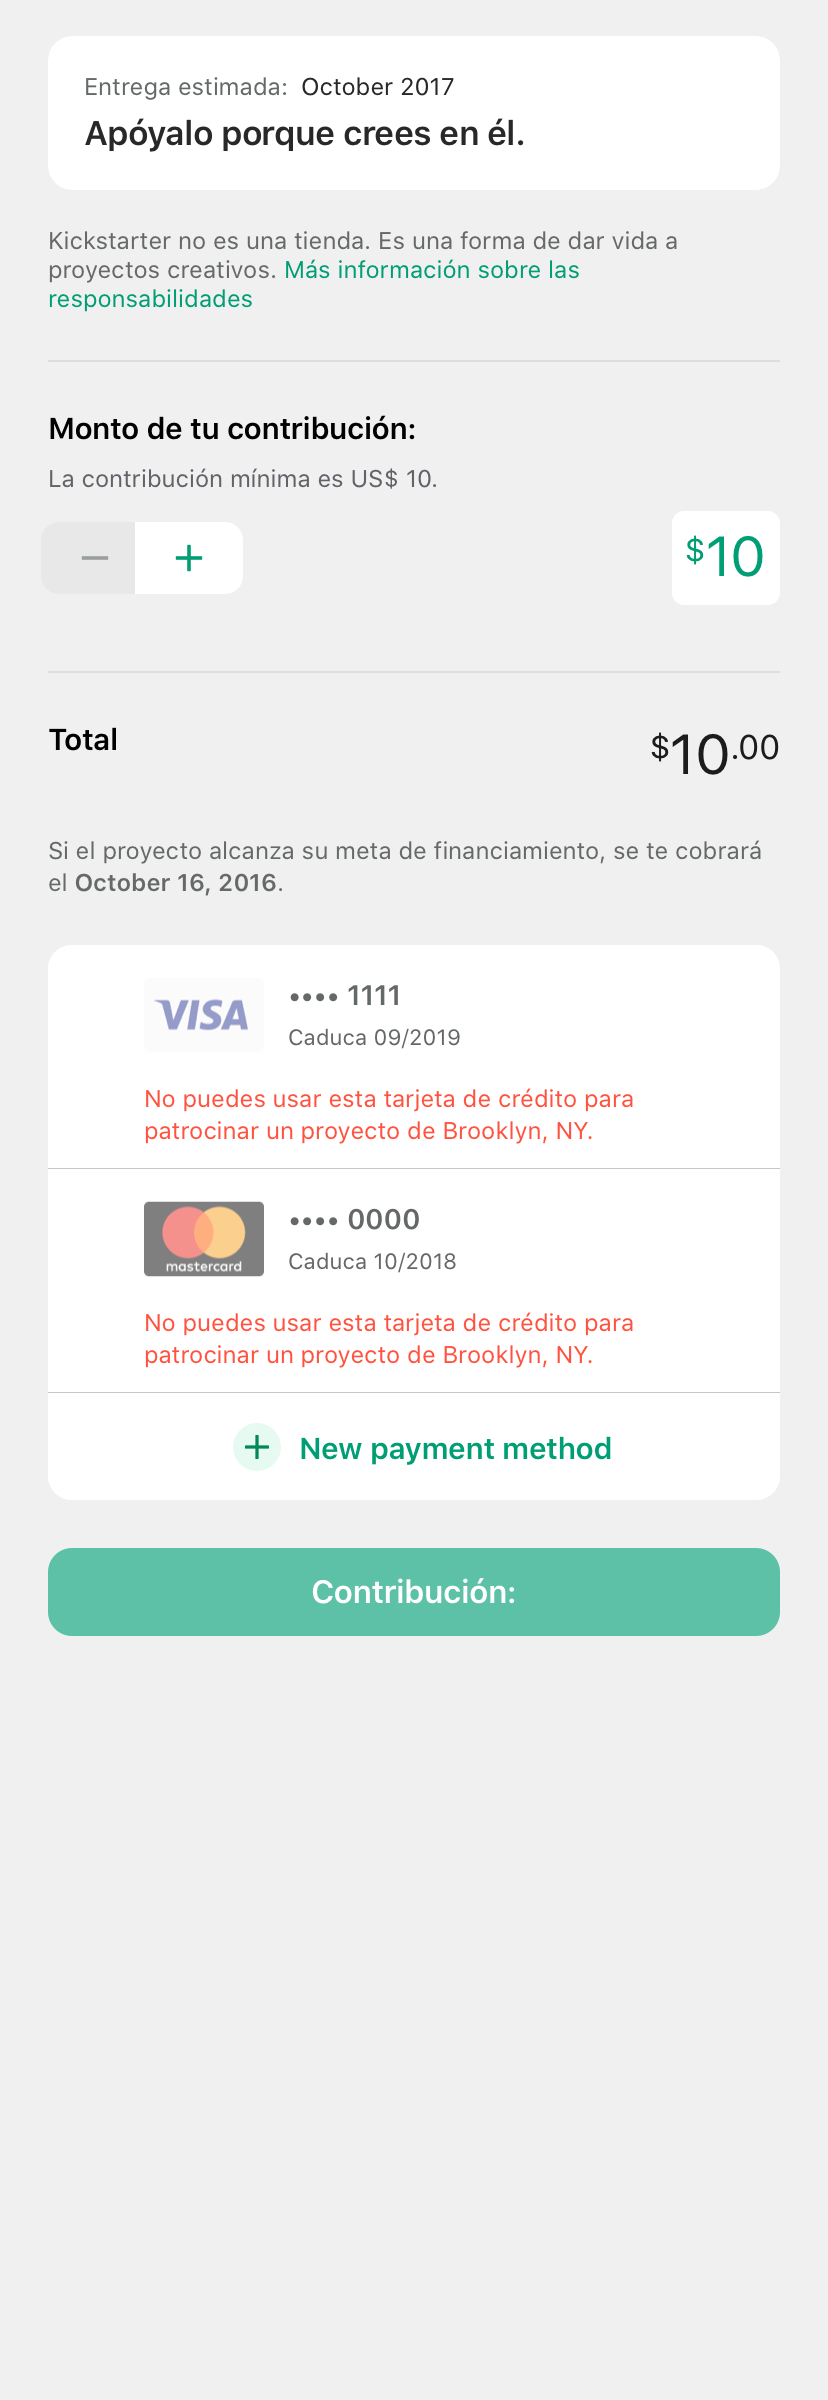 Entrega estimada: October 2017
Apóyalo porque crees en él.
Kickstarter no es una tienda. Es una forma de dar vida a
proyectos creativos. Más información sobre las
responsabilidades
Monto de tu contribución:
La contribución mínima es US$ 10.
$10
Total
$10.00
Si el proyecto alcanza su meta de financiamiento, se te cobrará
el October 16, 2016.
VISA
•••• 1111
Caduca 09/2019
No puedes usar esta tarjeta de crédito para
patrocinar un proyecto de Brooklyn, NY.
mastercard
•••• 0000
Caduca 10/2018
No puedes usar esta tarjeta de crédito para
patrocinar un proyecto de Brooklyn, NY.
New payment method
Contribución: